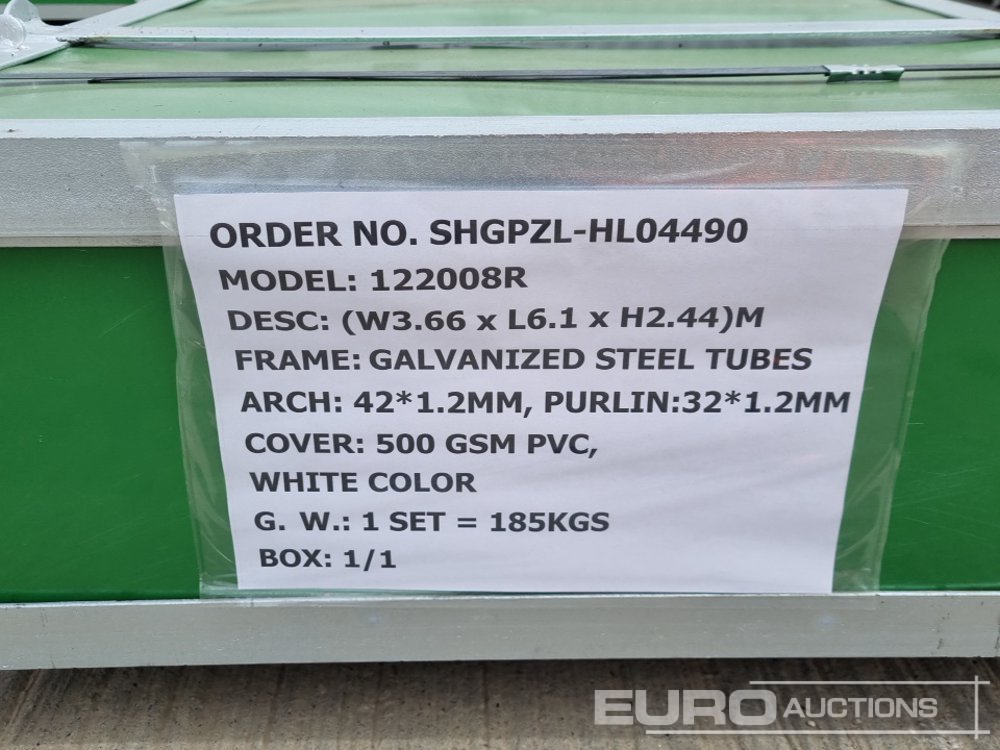 ORDER NO. SHGPZL-HL04490
MODEL: 122008R
DESC: (W3.66 x L6.1 x H2.44)M
FRAME: GALVANIZED STEEL TUBES
ARCH: 42*1.2MM, PURLIN:32*1.2MM
COVER: 500 GSM PVC,
WHITE COLOR
G. W.: 1 SET = 185KGS
BOX: 1/1
EURO AUCTIONS